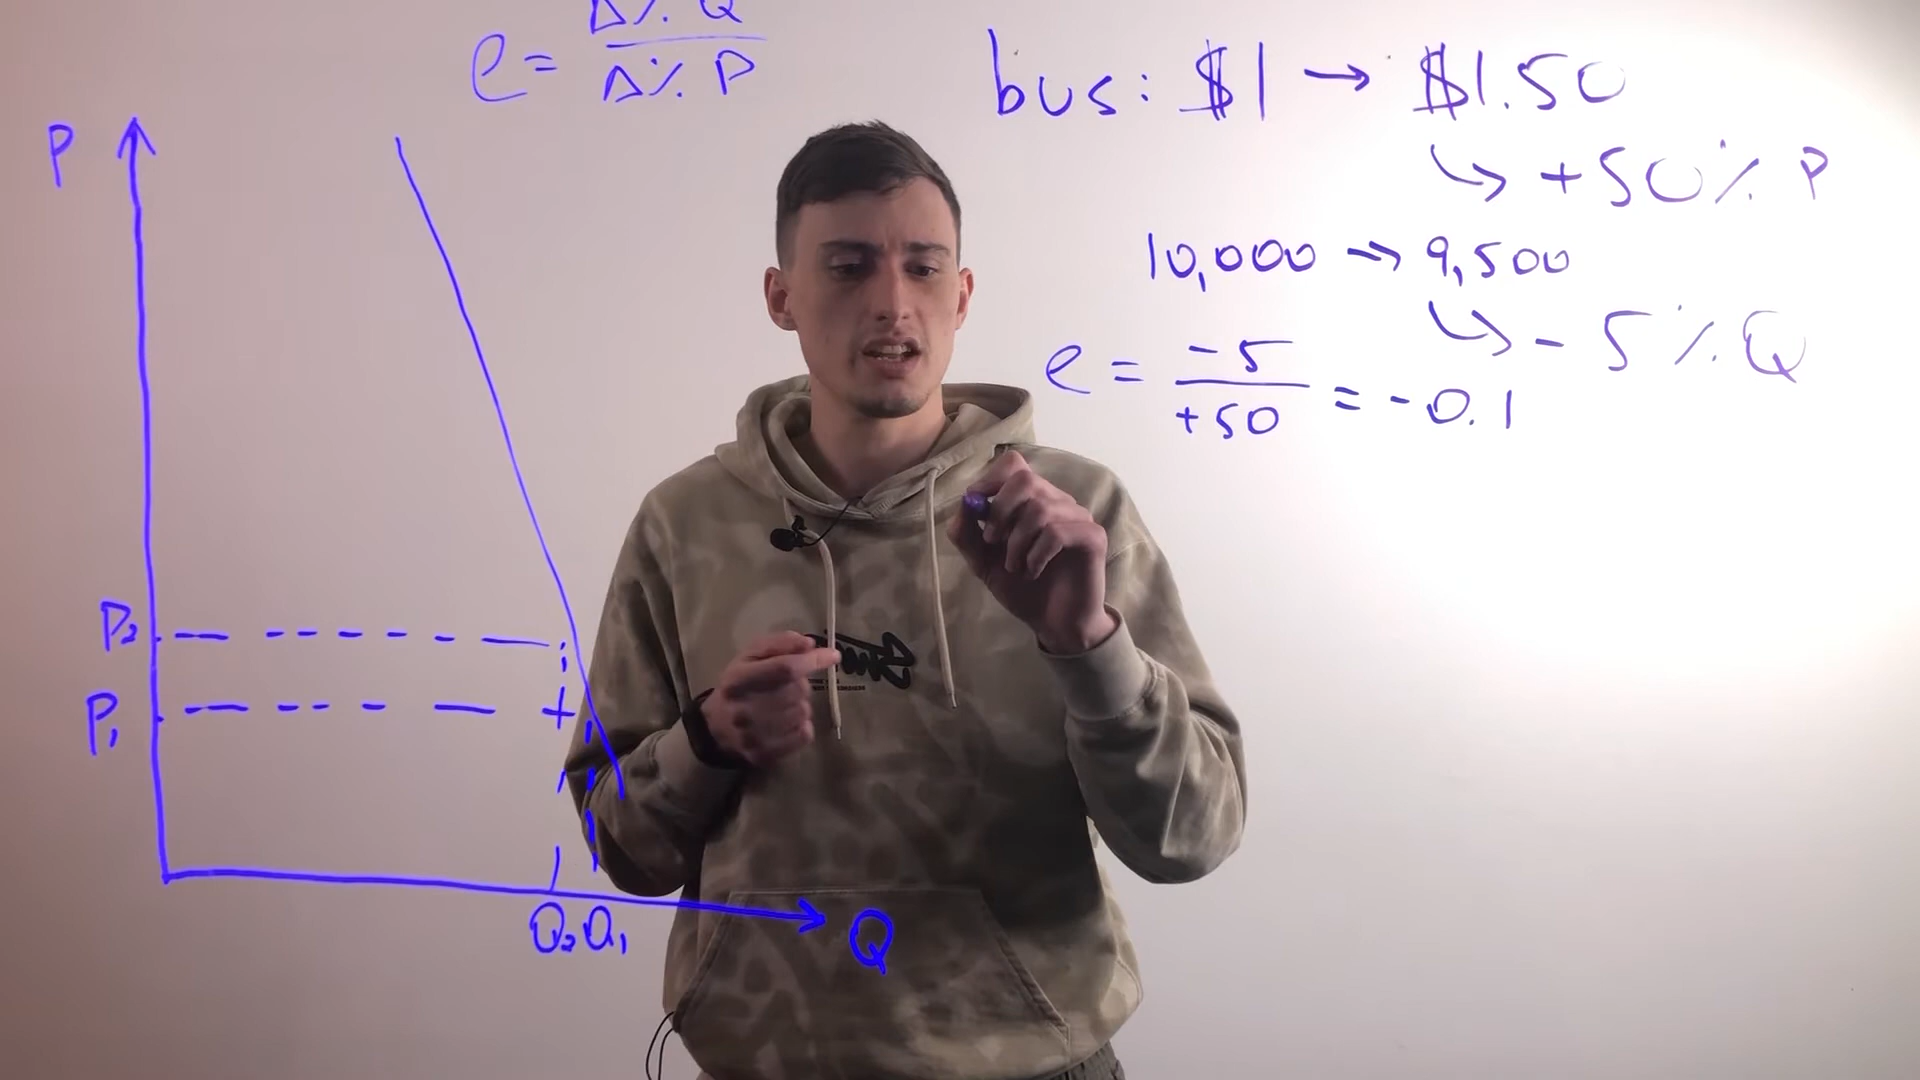 e = Δ% Q / Δ% P
bus: $1 → $1.50
↳ +50% P
10,000 → 9,500
↳ - 5% Q
e = -5 / +50 = -0.1
P
P₂
P₁
Q₂ Q₁
Q